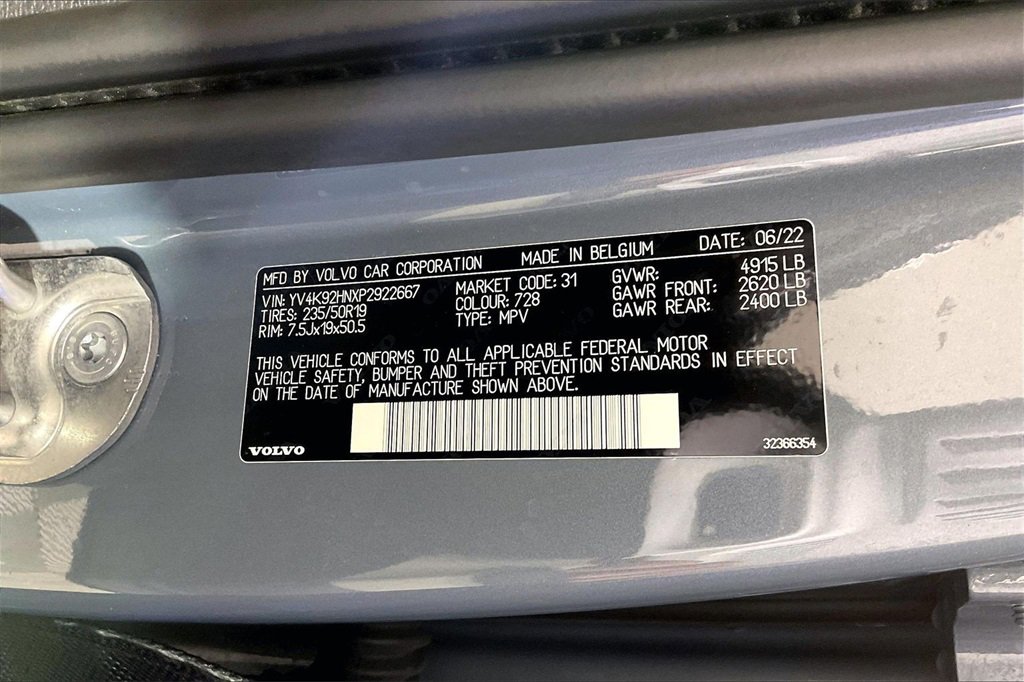 MFD BY VOLVO CAR CORPORATION MADE IN BELGIUM DATE: 06/22
VIN: YV4K92HNXP2922667 MARKET CODE: 31 GVWR: 4915 LB
TIRES: 235/50R19 COLOUR: 728 GAWR FRONT: 2620 LB
RIM: 7.5Jx19x50.5 TYPE: MPV GAWR REAR: 2400 LB
THIS VEHICLE CONFORMS TO ALL APPLICABLE FEDERAL MOTOR
VEHICLE SAFETY, BUMPER AND THEFT PREVENTION STANDARDS IN EFFECT
ON THE DATE OF MANUFACTURE SHOWN ABOVE.
VOLVO 32366354